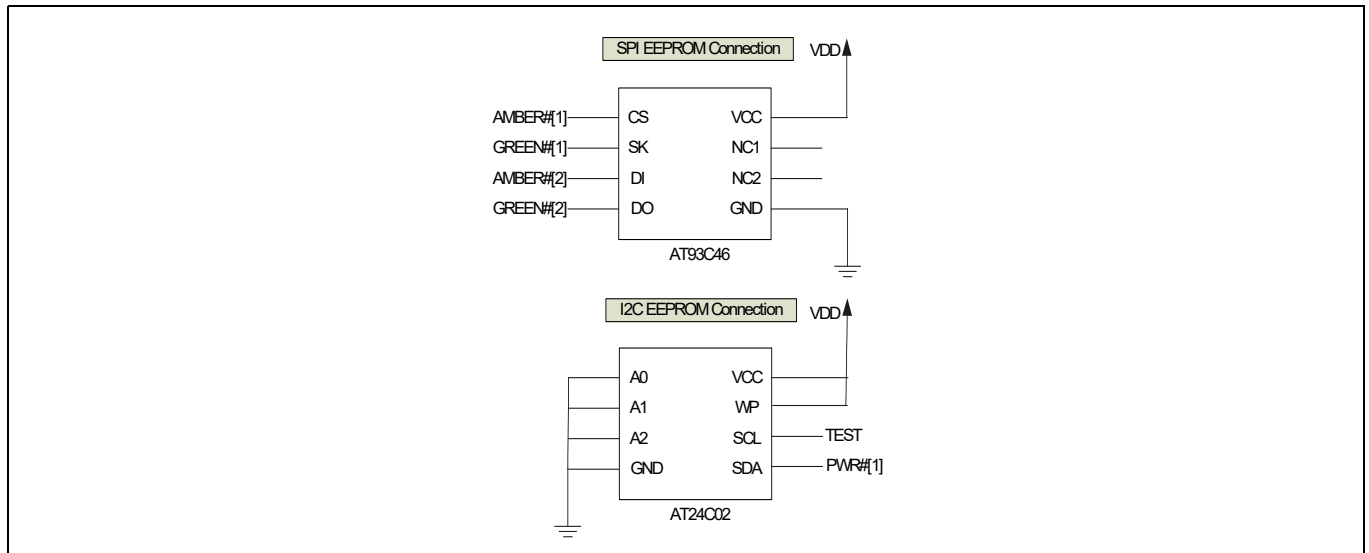 SPI EEPROM Connection
VDD
AMBER#[1]
CS
VCC
GREEN#[1]
SK
NC1
AMBER#[2]
DI
NC2
GREEN#[2]
DO
GND
AT93C46
I2C EEPROM Connection
VDD
A0
VCC
A1
WP
A2
SCL
TEST
GND
SDA
PWR#[1]
AT24C02